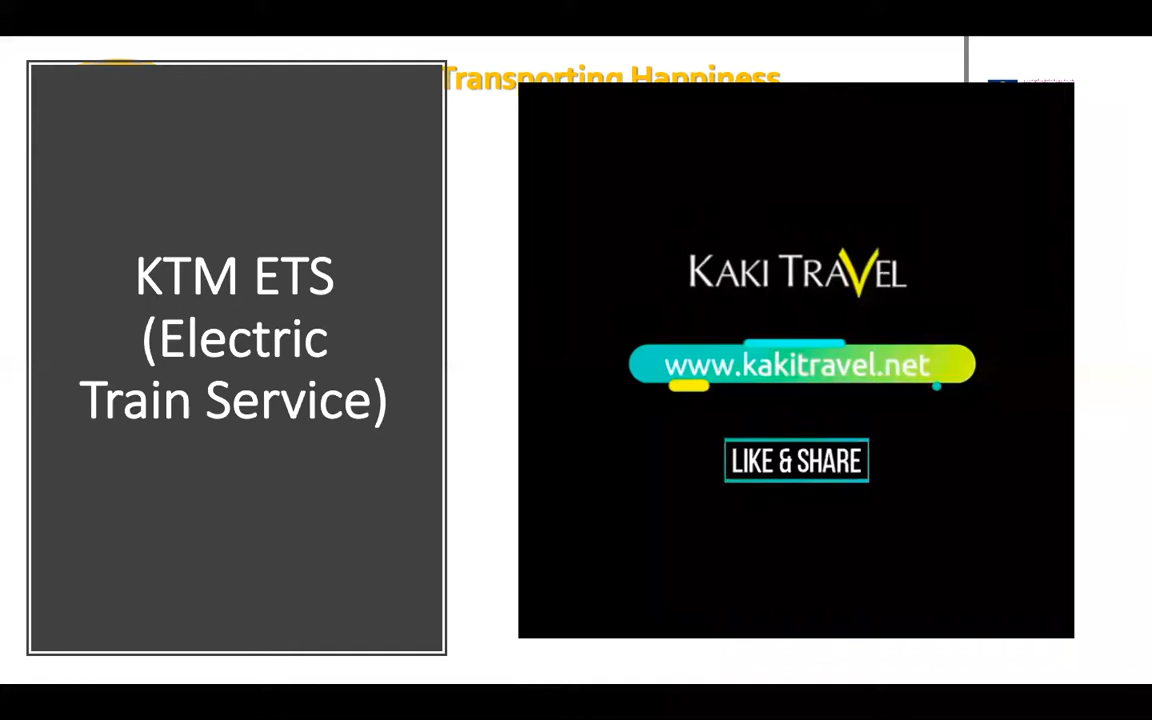 Transporting Happiness
KTM ETS
(Electric
Train Service)
KAKI TRAVEL
www.kakitravel.net
LIKE & SHARE